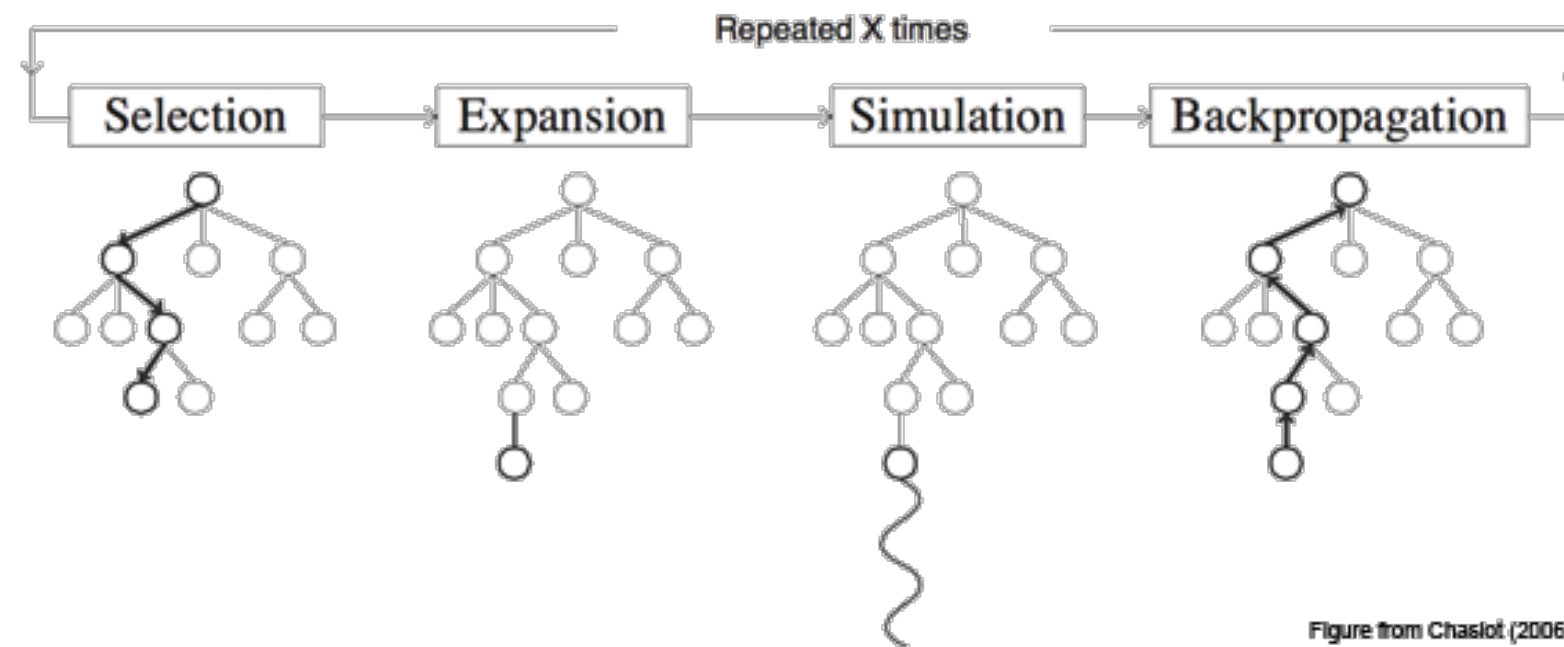 Repeated X times
Selection
Expansion
Simulation
Backpropagation
Figure from Chaslot (2006